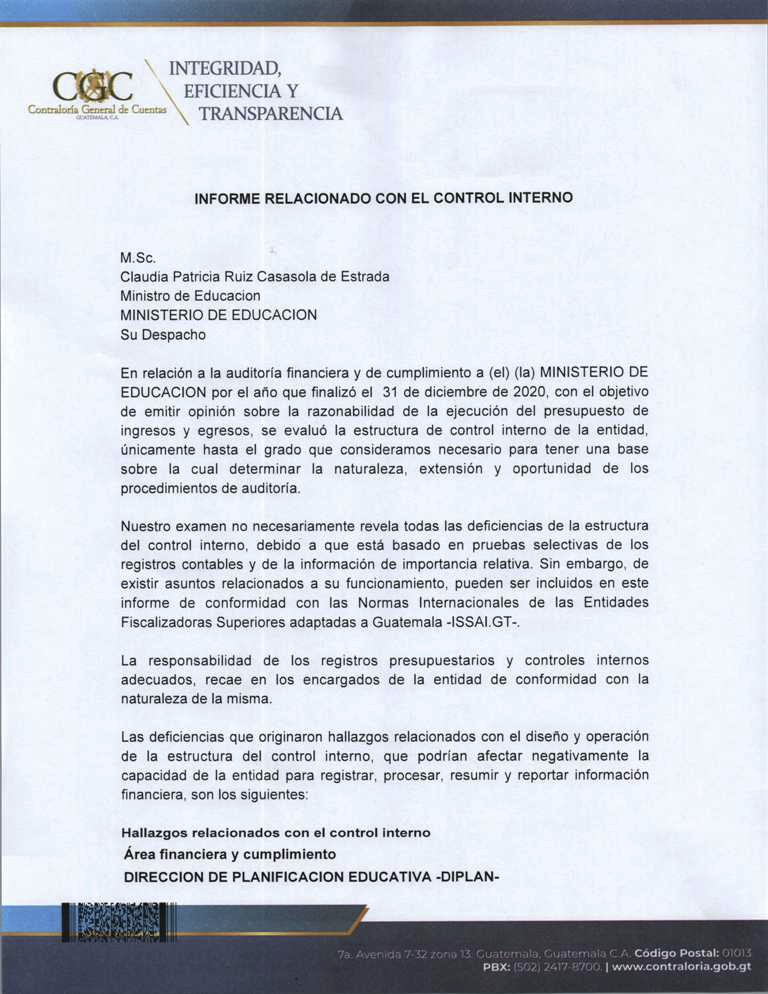 CGC
Contraloría General de Cuentas
GUATEMALA, C.A.
INTEGRIDAD,
EFICIENCIA Y
TRANSPARENCIA
INFORME RELACIONADO CON EL CONTROL INTERNO
M.Sc.
Claudia Patricia Ruiz Casasola de Estrada
Ministro de Educacion
MINISTERIO DE EDUCACION
Su Despacho
En relación a la auditoría financiera y de cumplimiento a (el) (la) MINISTERIO DE
EDUCACION por el año que finalizó el 31 de diciembre de 2020, con el objetivo
de emitir opinión sobre la razonabilidad de la ejecución del presupuesto de
ingresos y egresos, se evaluó la estructura de control interno de la entidad,
únicamente hasta el grado que consideramos necesario para tener una base
sobre la cual determinar la naturaleza, extensión y oportunidad de los
procedimientos de auditoría.
Nuestro examen no necesariamente revela todas las deficiencias de la estructura
del control interno, debido a que está basado en pruebas selectivas de los
registros contables y de la información de importancia relativa. Sin embargo, de
existir asuntos relacionados a su funcionamiento, pueden ser incluidos en este
informe de conformidad con las Normas Internacionales de las Entidades
Fiscalizadoras Superiores adaptadas a Guatemala -ISSAI.GT-.
La responsabilidad de los registros presupuestarios y controles internos
adecuados, recae en los encargados de la entidad de conformidad con la
naturaleza de la misma.
Las deficiencias que originaron hallazgos relacionados con el diseño y operación
de la estructura del control interno, que podrían afectar negativamente la
capacidad de la entidad para registrar, procesar, resumir y reportar información
financiera, son los siguientes:
Hallazgos relacionados con el control interno
Área financiera y cumplimiento
DIRECCION DE PLANIFICACION EDUCATIVA -DIPLAN-
7a. Avenida 7-32 zona 13. Guatemala, Guatemala C.A. Código Postal: 01013
PBX: (502) 2417-8700. | www.contraloria.gob.gt